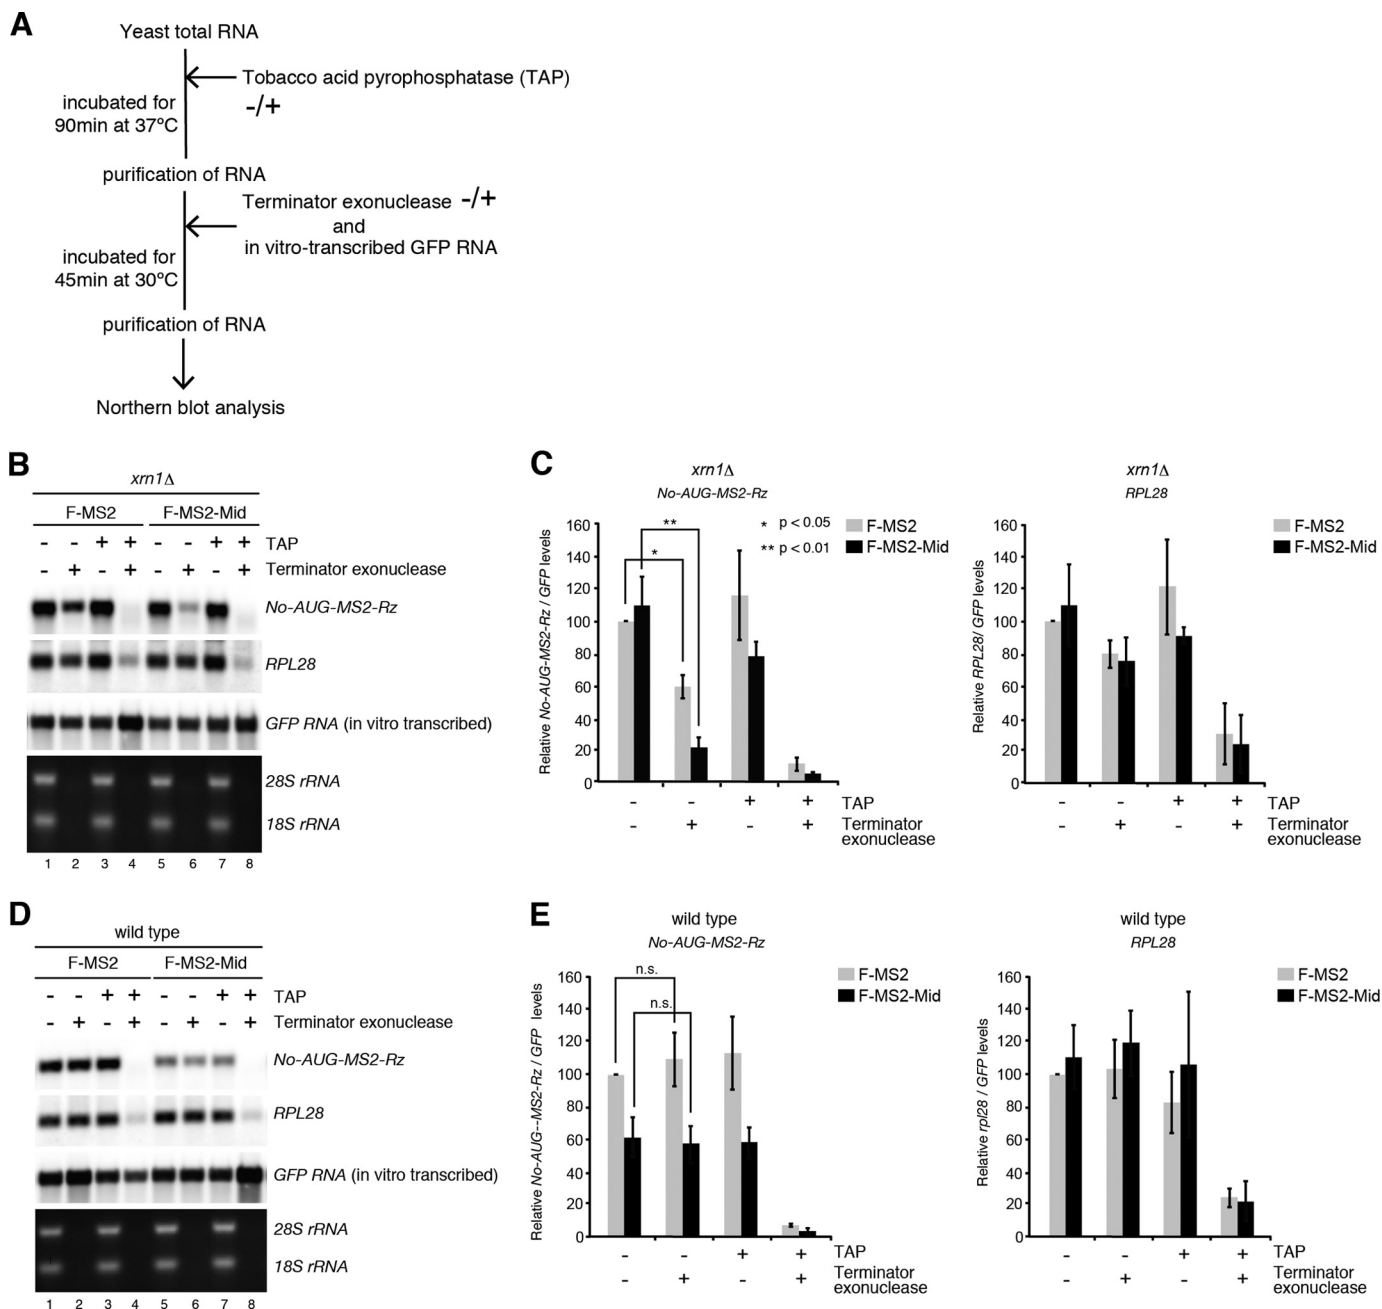 A
Yeast total RNA
Tobacco acid pyrophosphatase (TAP)
-/+
incubated for
90min at 37°C
purification of RNA
Terminator exonuclease -/+
and
in vitro-transcribed GFP RNA
incubated for
45min at 30°C
purification of RNA
Northern blot analysis
B
xrn1Δ
F-MS2 F-MS2-Mid
- - + + - - + + TAP
- + - + - + - + Terminator exonuclease
No-AUG-MS2-Rz
RPL28
GFP RNA (in vitro transcribed)
28S rRNA
18S rRNA
1 2 3 4 5 6 7 8
C
xrn1Δ
No-AUG-MS2-Rz
* p < 0.05
** p < 0.01
F-MS2
F-MS2-Mid
**
*
Relative No-AUG-MS2-Rz / GFP levels
160
140
120
100
80
60
40
20
0
- - + + TAP
- + - + Terminator
exonuclease
xrn1Δ
RPL28
F-MS2
F-MS2-Mid
Relative RPL28/ GFP levels
160
140
120
100
80
60
40
20
0
- - + + TAP
- + - + Terminator
exonuclease
D
wild type
F-MS2 F-MS2-Mid
- - + + - - + + TAP
- + - + - + - + Terminator exonuclease
No-AUG-MS2-Rz
RPL28
GFP RNA (in vitro transcribed)
28S rRNA
18S rRNA
1 2 3 4 5 6 7 8
E
wild type
No-AUG-MS2-Rz
F-MS2
F-MS2-Mid
n.s.
n.s.
Relative No-AUG--MS2-Rz / GFP levels
160
140
120
100
80
60
40
20
0
- - + + TAP
- + - + Terminator
exonuclease
wild type
RPL28
F-MS2
F-MS2-Mid
Relative rpl28 / GFP levels
160
140
120
100
80
60
40
20
0
- - + + TAP
- + - + Terminator
exonuclease